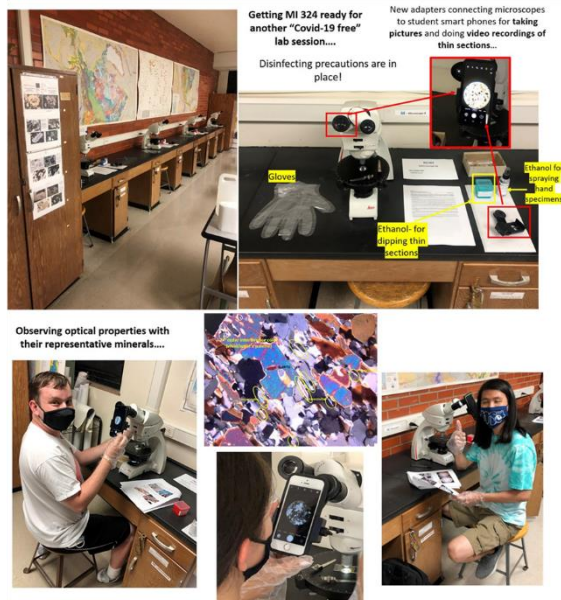 Getting MI 324 ready for
another “Covid-19 free”
lab session....
Disinfecting precautions are in
place!
New adapters connecting microscopes
to student smart phones for taking
pictures and doing video recordings of
thin sections…
Gloves
Ethanol for
spraying
hand
specimens
Ethanol- for
dipping thin
sections
Observing optical properties with
their representative minerals....